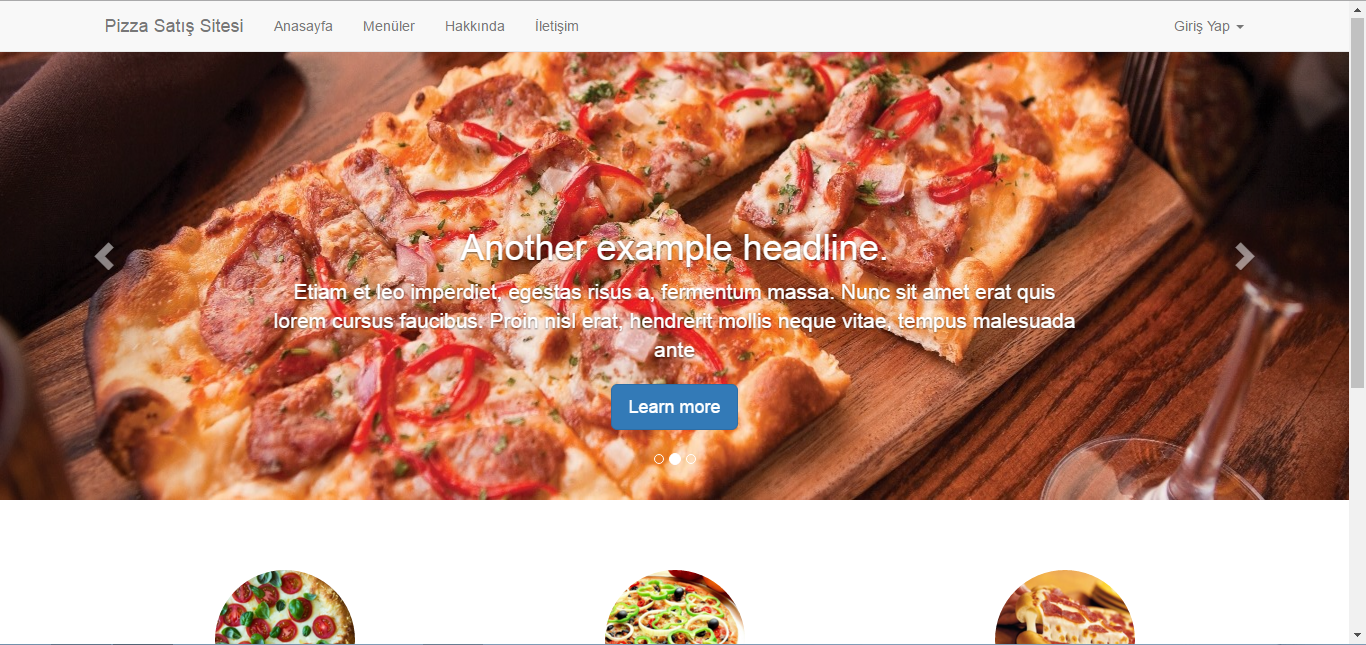 Pizza Satış Sitesi Anasayfa Menüler Hakkında İletişim Giriş Yap
Another example headline.
Etiam et leo imperdiet, egestas risus a, fermentum massa. Nunc sit amet erat quis
lorem cursus faucibus. Proin nisl erat, hendrerit mollis neque vitae, tempus malesuada
ante
Learn more